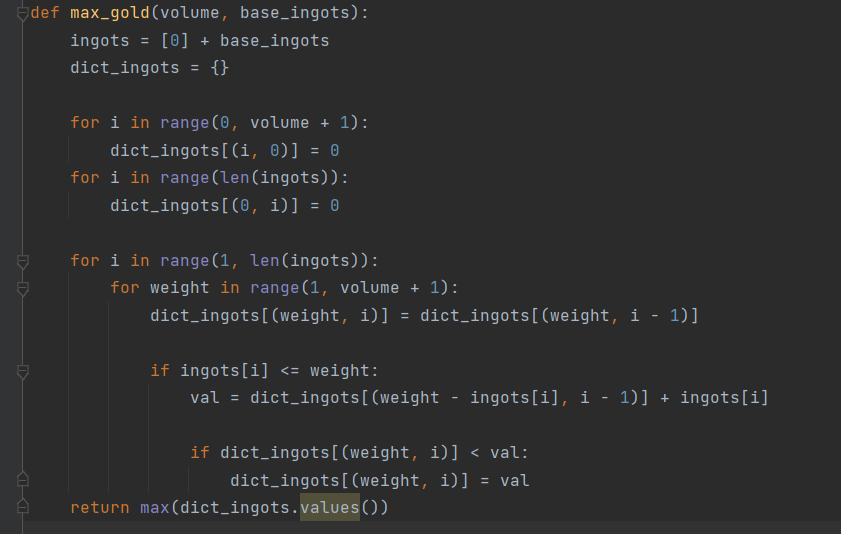 def max_gold(volume, base_ingots):
    ingots = [0] + base_ingots
    dict_ingots = {}

    for i in range(0, volume + 1):
        dict_ingots[(i, 0)] = 0
    for i in range(len(ingots)):
        dict_ingots[(0, i)] = 0

    for i in range(1, len(ingots)):
        for weight in range(1, volume + 1):
            dict_ingots[(weight, i)] = dict_ingots[(weight, i - 1)]

            if ingots[i] <= weight:
                val = dict_ingots[(weight - ingots[i], i - 1)] + ingots[i]

                if dict_ingots[(weight, i)] < val:
                    dict_ingots[(weight, i)] = val
    return max(dict_ingots.values())